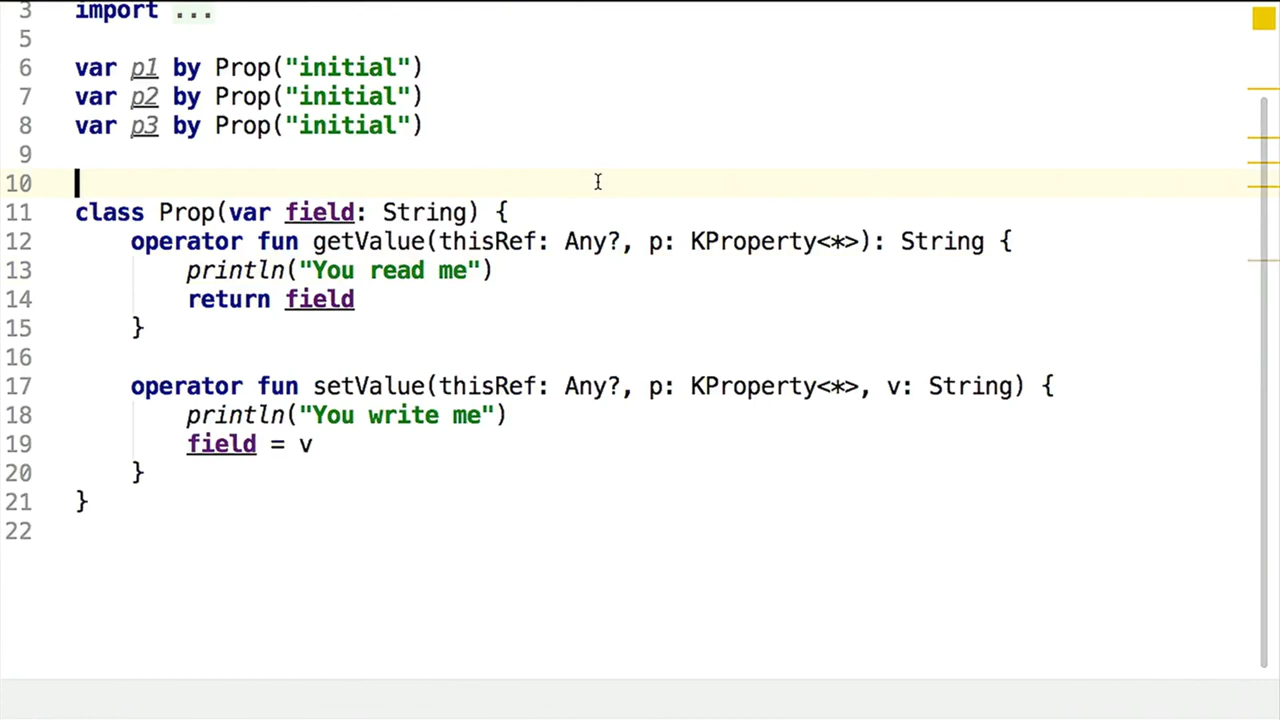 3 import ...
5
6 var p1 by Prop("initial")
7 var p2 by Prop("initial")
8 var p3 by Prop("initial")
9
10
11 class Prop(var field: String) {
12     operator fun getValue(thisRef: Any?, p: KProperty<*>): String {
13         println("You read me")
14         return field
15     }
16
17     operator fun setValue(thisRef: Any?, p: KProperty<*>, v: String) {
18         println("You write me")
19         field = v
20     }
21 }
22